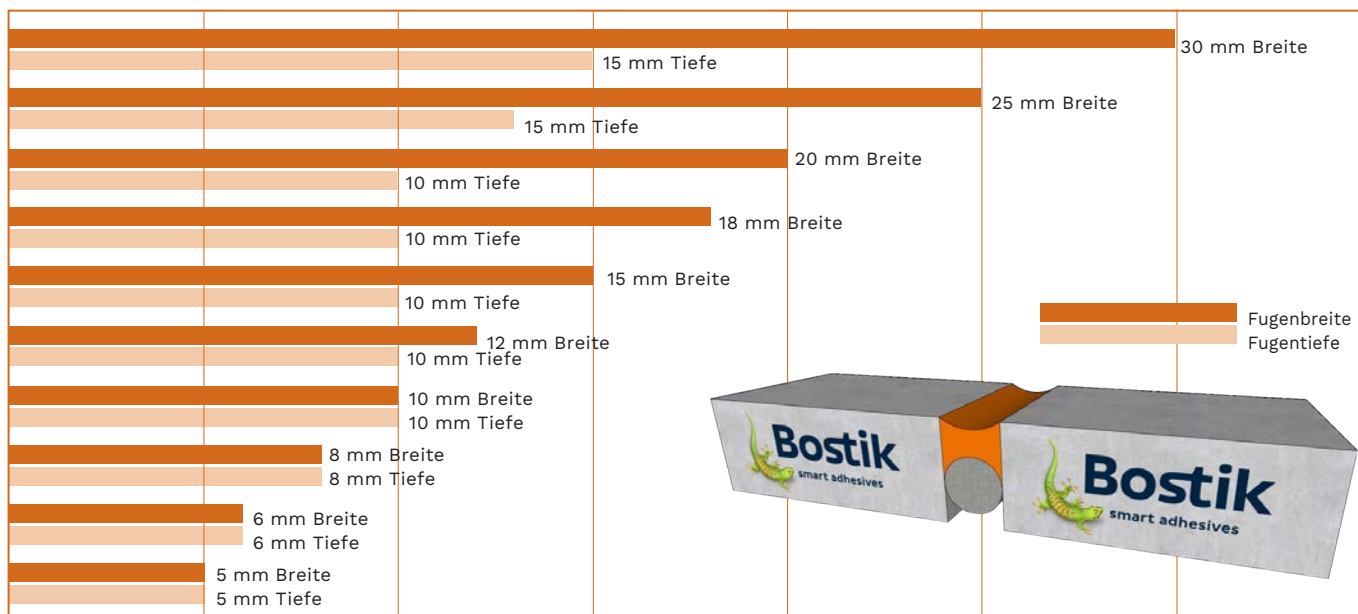 30 mm Breite
15 mm Tiefe
25 mm Breite
15 mm Tiefe
20 mm Breite
10 mm Tiefe
18 mm Breite
10 mm Tiefe
15 mm Breite
10 mm Tiefe
12 mm Breite
10 mm Tiefe
10 mm Breite
10 mm Tiefe
8 mm Breite
8 mm Tiefe
6 mm Breite
6 mm Tiefe
5 mm Breite
5 mm Tiefe
Fugenbreite
Fugentiefe
Bostik
smart adhesives
Bostik
smart adhesives